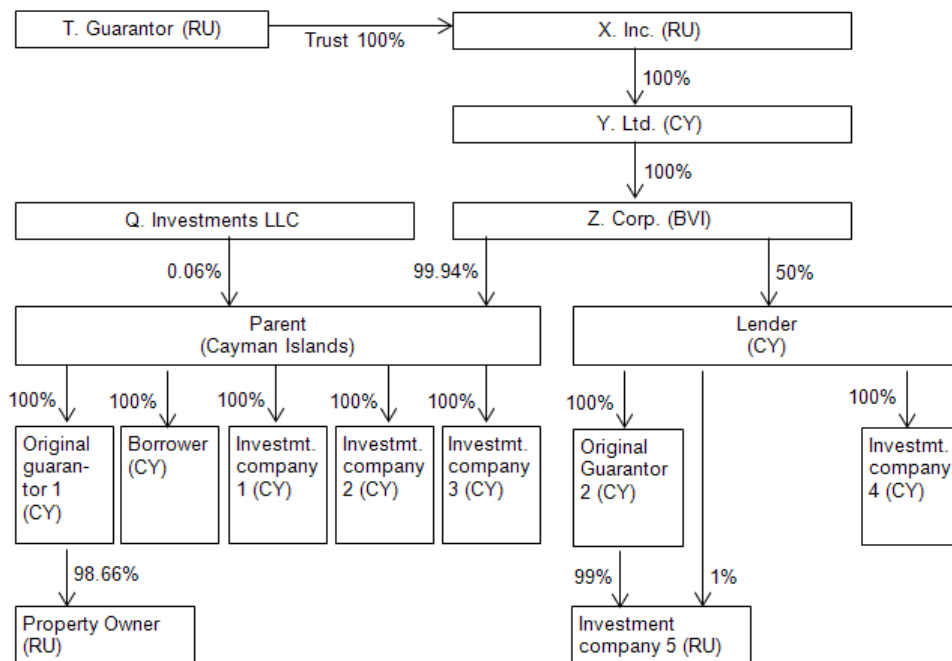 T. Guarantor (RU)
Trust 100%
X. Inc. (RU)
100%
Y. Ltd. (CY)
100%
Q. Investments LLC
Z. Corp. (BVI)
0.06%
99.94%
50%
Parent
(Cayman Islands)
Lender
(CY)
100%
100%
100%
100%
100%
100%
100%
Original
guaran-
tor 1
(CY)
Borrower
(CY)
Investmt.
company
1 (CY)
Investmt.
company
2 (CY)
Investmt.
company
3 (CY)
Original
Guarantor
2 (CY)
Investmt.
company
4 (CY)
98.66%
99%
1%
Property Owner
(RU)
Investment
company 5 (RU)